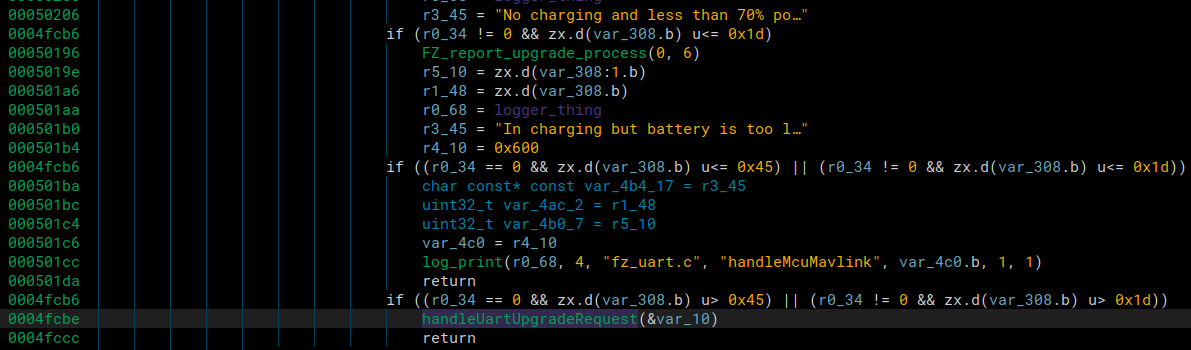 00050206 r3_45 = "No charging and less than 70% po…"
0004fcb6 if (r0_34 != 0 && zx.d(var_308.b) u<= 0x1d)
00050196 FZ_report_upgrade_process(0, 6)
0005019e r5_10 = zx.d(var_308:1.b)
000501a6 r1_48 = zx.d(var_308.b)
000501aa r0_68 = logger_thing
000501b0 r3_45 = "In charging but battery is too l…"
000501b4 r4_10 = 0x600
0004fcb6 if ((r0_34 == 0 && zx.d(var_308.b) u<= 0x45) || (r0_34 != 0 && zx.d(var_308.b) u<= 0x1d))
000501ba char const* const var_4b4_17 = r3_45
000501bc uint32_t var_4ac_2 = r1_48
000501c4 uint32_t var_4b0_7 = r5_10
000501c6 var_4c0 = r4_10
000501cc log_print(r0_68, 4, "fz_uart.c", "handleMcuMavlink", var_4c0.b, 1, 1)
000501da return
0004fcb6 if ((r0_34 == 0 && zx.d(var_308.b) u> 0x45) || (r0_34 != 0 && zx.d(var_308.b) u> 0x1d))
0004fcbe handleUartUpgradeRequest(&var_10)
0004fccc return